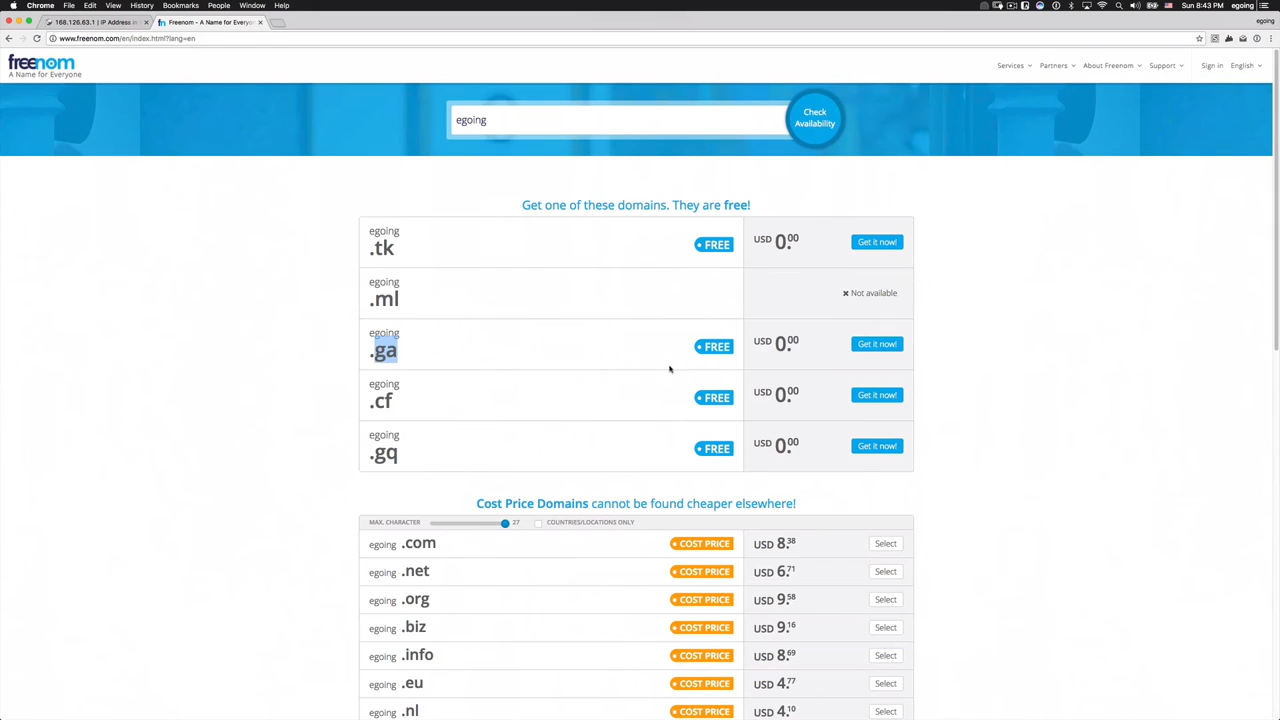 Chrome File Edit View History Bookmarks People Window Help Sun 8:43 PM egoing
168.126.63.1 | IP Address in Freenom - A Name for Everyon egoing
www.freenom.com/en/index.html?lang=en
freenom
A Name for Everyone
Services Partners About Freenom Support Sign in English
egoing
Check
Availability
Get one of these domains. They are free!
egoing
.tk FREE USD 0.00 Get it now!
egoing
.ml Not available
egoing
.ga FREE USD 0.00 Get it now!
egoing
.cf FREE USD 0.00 Get it now!
egoing
.gq FREE USD 0.00 Get it now!
Cost Price Domains cannot be found cheaper elsewhere!
MAX. CHARACTER 27 COUNTRIES/LOCATIONS ONLY
egoing .com COST PRICE USD 8.38 Select
egoing .net COST PRICE USD 6.71 Select
egoing .org COST PRICE USD 9.58 Select
egoing .biz COST PRICE USD 9.16 Select
egoing .info COST PRICE USD 8.69 Select
egoing .eu COST PRICE USD 4.77 Select
egoing .nl COST PRICE USD 4.10 Select